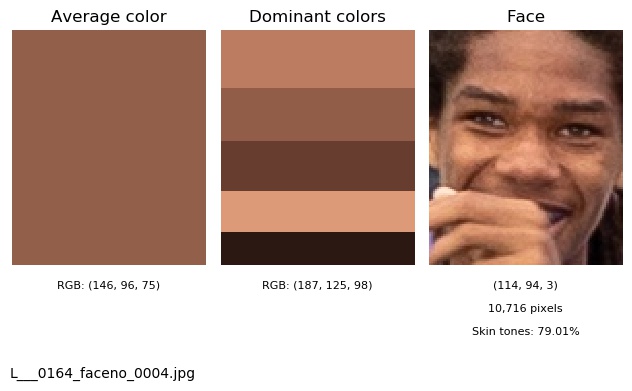 Average color
Dominant colors
Face
RGB: (146, 96, 75)
RGB: (187, 125, 98)
(114, 94, 3)
10,716 pixels
Skin tones: 79.01%
L___0164_faceno_0004.jpg